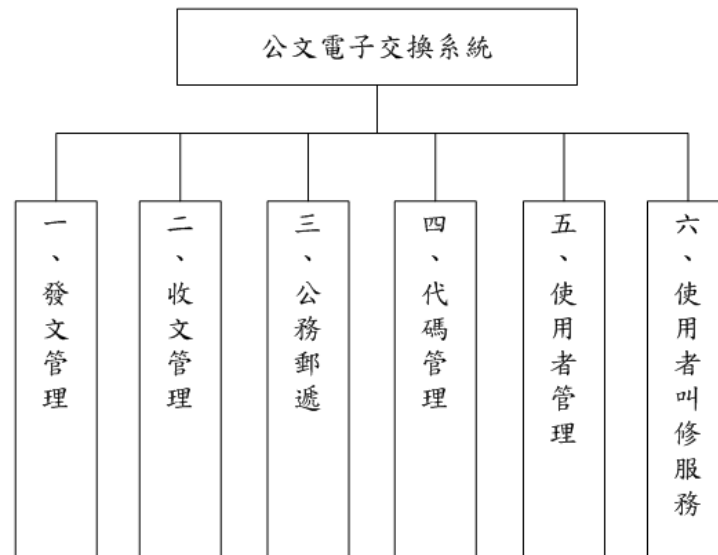 公文電子交換系統
一、發文管理
二、收文管理
三、公務郵遞
四、代碼管理
五、使用者管理
六、使用者叫修服務